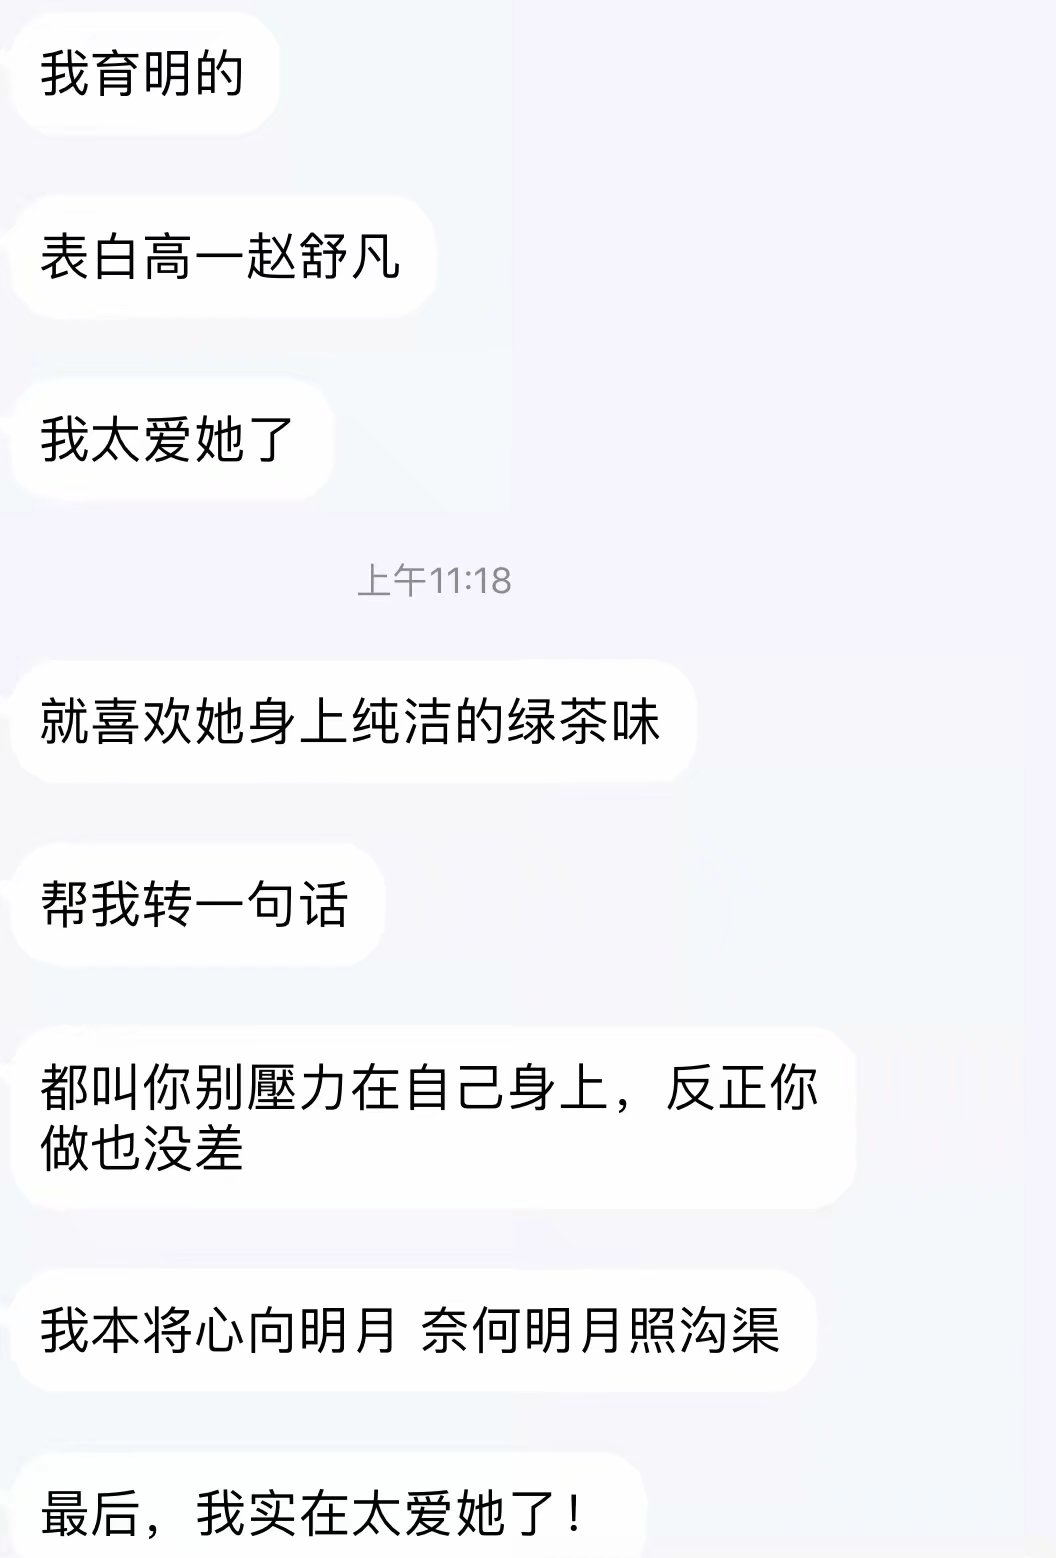 我育明的
表白高一赵舒凡
我太爱她了
上午11:18
就喜欢她身上纯洁的绿茶味
帮我转一句话
都叫你别壓力在自己身上，反正你
做也没差
我本将心向明月 奈何明月照沟渠
最后，我实在太爱她了！